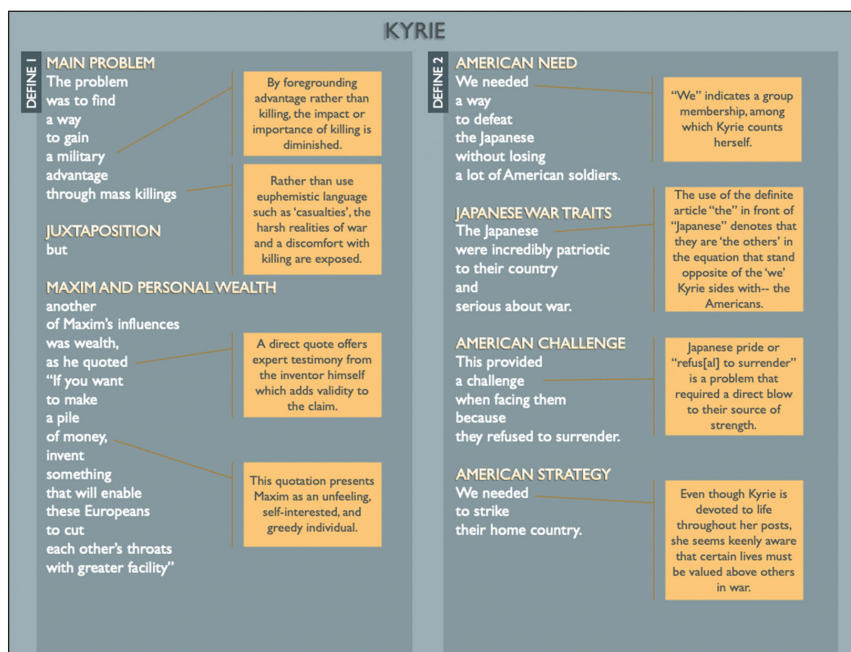 KYRIE
DEFINE 1
MAIN PROBLEM
The problem
was to find
a way
to gain
a military
advantage
through mass killings
By foregrounding
advantage rather than
killing, the impact or
importance of killing is
diminished.
Rather than use
euphemistic language
such as ‘casualties’, the
harsh realities of war
and a discomfort with
killing are exposed.
JUXTAPOSITION
but
MAXIM AND PERSONAL WEALTH
another
of Maxim’s influences
was wealth,
as he quoted
“If you want
to make
a pile
of money,
invent
something
that will enable
these Europeans
to cut
each other’s throats
with greater facility”
A direct quote offers
expert testimony from
the inventor himself
which adds validity to
the claim.
This quotation presents
Maxim as an unfeeling,
self-interested, and
greedy individual.
DEFINE 2
AMERICAN NEED
We needed
a way
to defeat
the Japanese
without losing
a lot of American soldiers.
“We” indicates a group
membership, among
which Kyrie counts
herself.
JAPANESE WAR TRAITS
The Japanese
were incredibly patriotic
to their country
and
serious about war.
The use of the definite
article “the” in front of
“Japanese” denotes that
they are ‘the others’ in
the equation that stand
opposite of the ‘we’
Kyrie sides with-- the
Americans.
AMERICAN CHALLENGE
This provided
a challenge
when facing them
because
they refused to surrender.
Japanese pride or
“refus[al] to surrender”
is a problem that
required a direct blow
to their source of
strength.
AMERICAN STRATEGY
We needed
to strike
their home country.
Even though Kyrie is
devoted to life
throughout her posts,
she seems keenly aware
that certain lives must
be valued above others
in war.